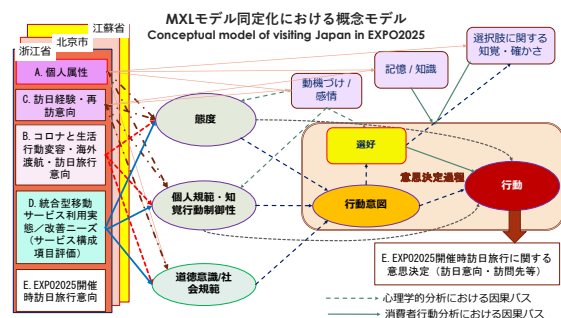 MXLモデル同定化における概念モデル
Conceptual model of visiting Japan in EXPO2025
江蘇省
北京市
浙江省
A. 個人属性
C. 訪日経験・再
訪意向
B. コロナと生活
行動変容・海外
渡航・訪日旅行
意向
D. 統合型移動
サービス利用実
態／改善ニーズ
（サービス構成
項目評価）
E. EXPO2025開催
時訪日旅行意向
態度
個人規範・知
覚行動制御性
道徳意識/社
会規範
動機づけ /
感情
記憶 / 知識
選択肢に関する
知覚・確かさ
選好
意思決定過程
行動意図
行動
E. EXPO2025開催時訪日旅行に関する
意思決定（訪日意向・訪問先等）
心理学的分析における因果パス
消費者行動分析における因果パス